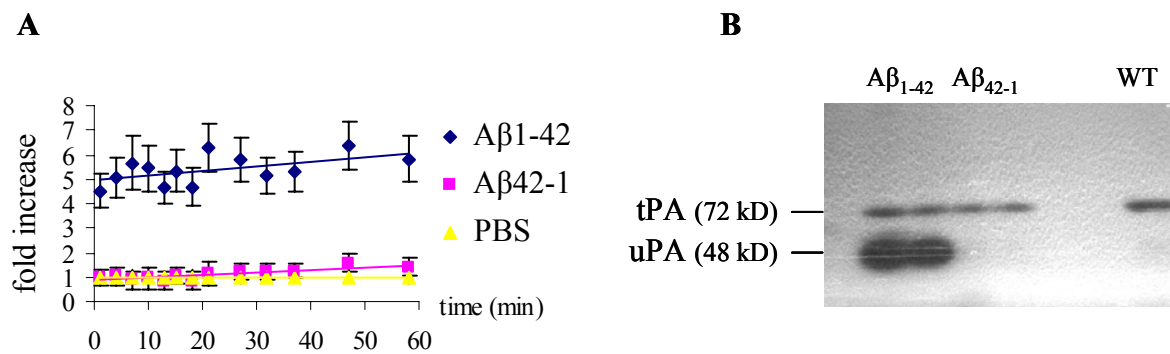 A
B
fold increase
8
7
6
5
4
3
2
1
0
0 10 20 30 40 50 60
time (min)
Aβ1-42
Aβ42-1
PBS
Aβ1-42 Aβ42-1 WT
tPA (72 kD)
uPA (48 kD)